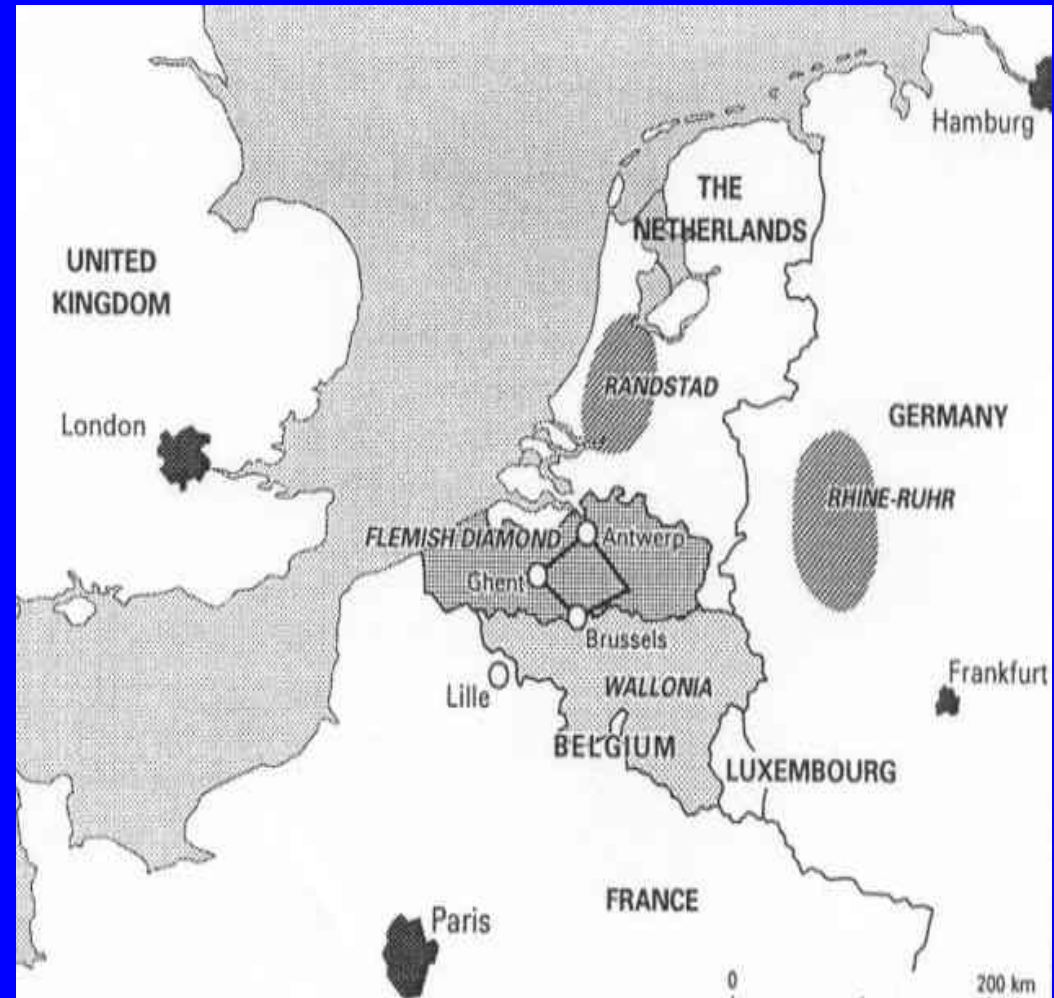 Hamburg
THE
NETHERLANDS
UNITED
KINGDOM
RANDSTAD
London
GERMANY
RHINE-RUHR
FLEMISH DIAMOND
Antwerp
Ghent
Brussels
Lille
WALLONIA
Frankfurt
BELGIUM
LUXEMBOURG
FRANCE
Paris
0
200 km